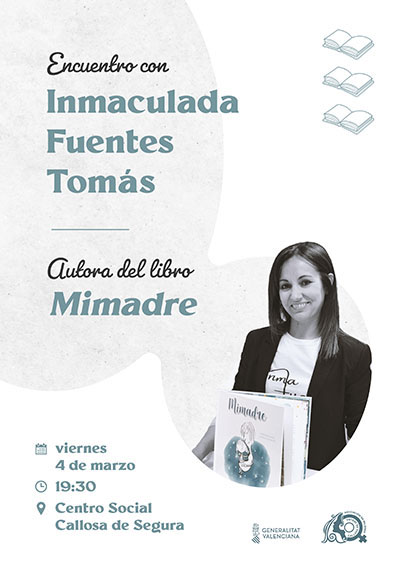 Encuentro con
Inmaculada
Fuentes
Tomás
Autora del libro
Mimadre
Mimadre
viernes
4 de marzo
19:30
Centro Social
Callosa de Segura
GENERALITAT
VALENCIANA